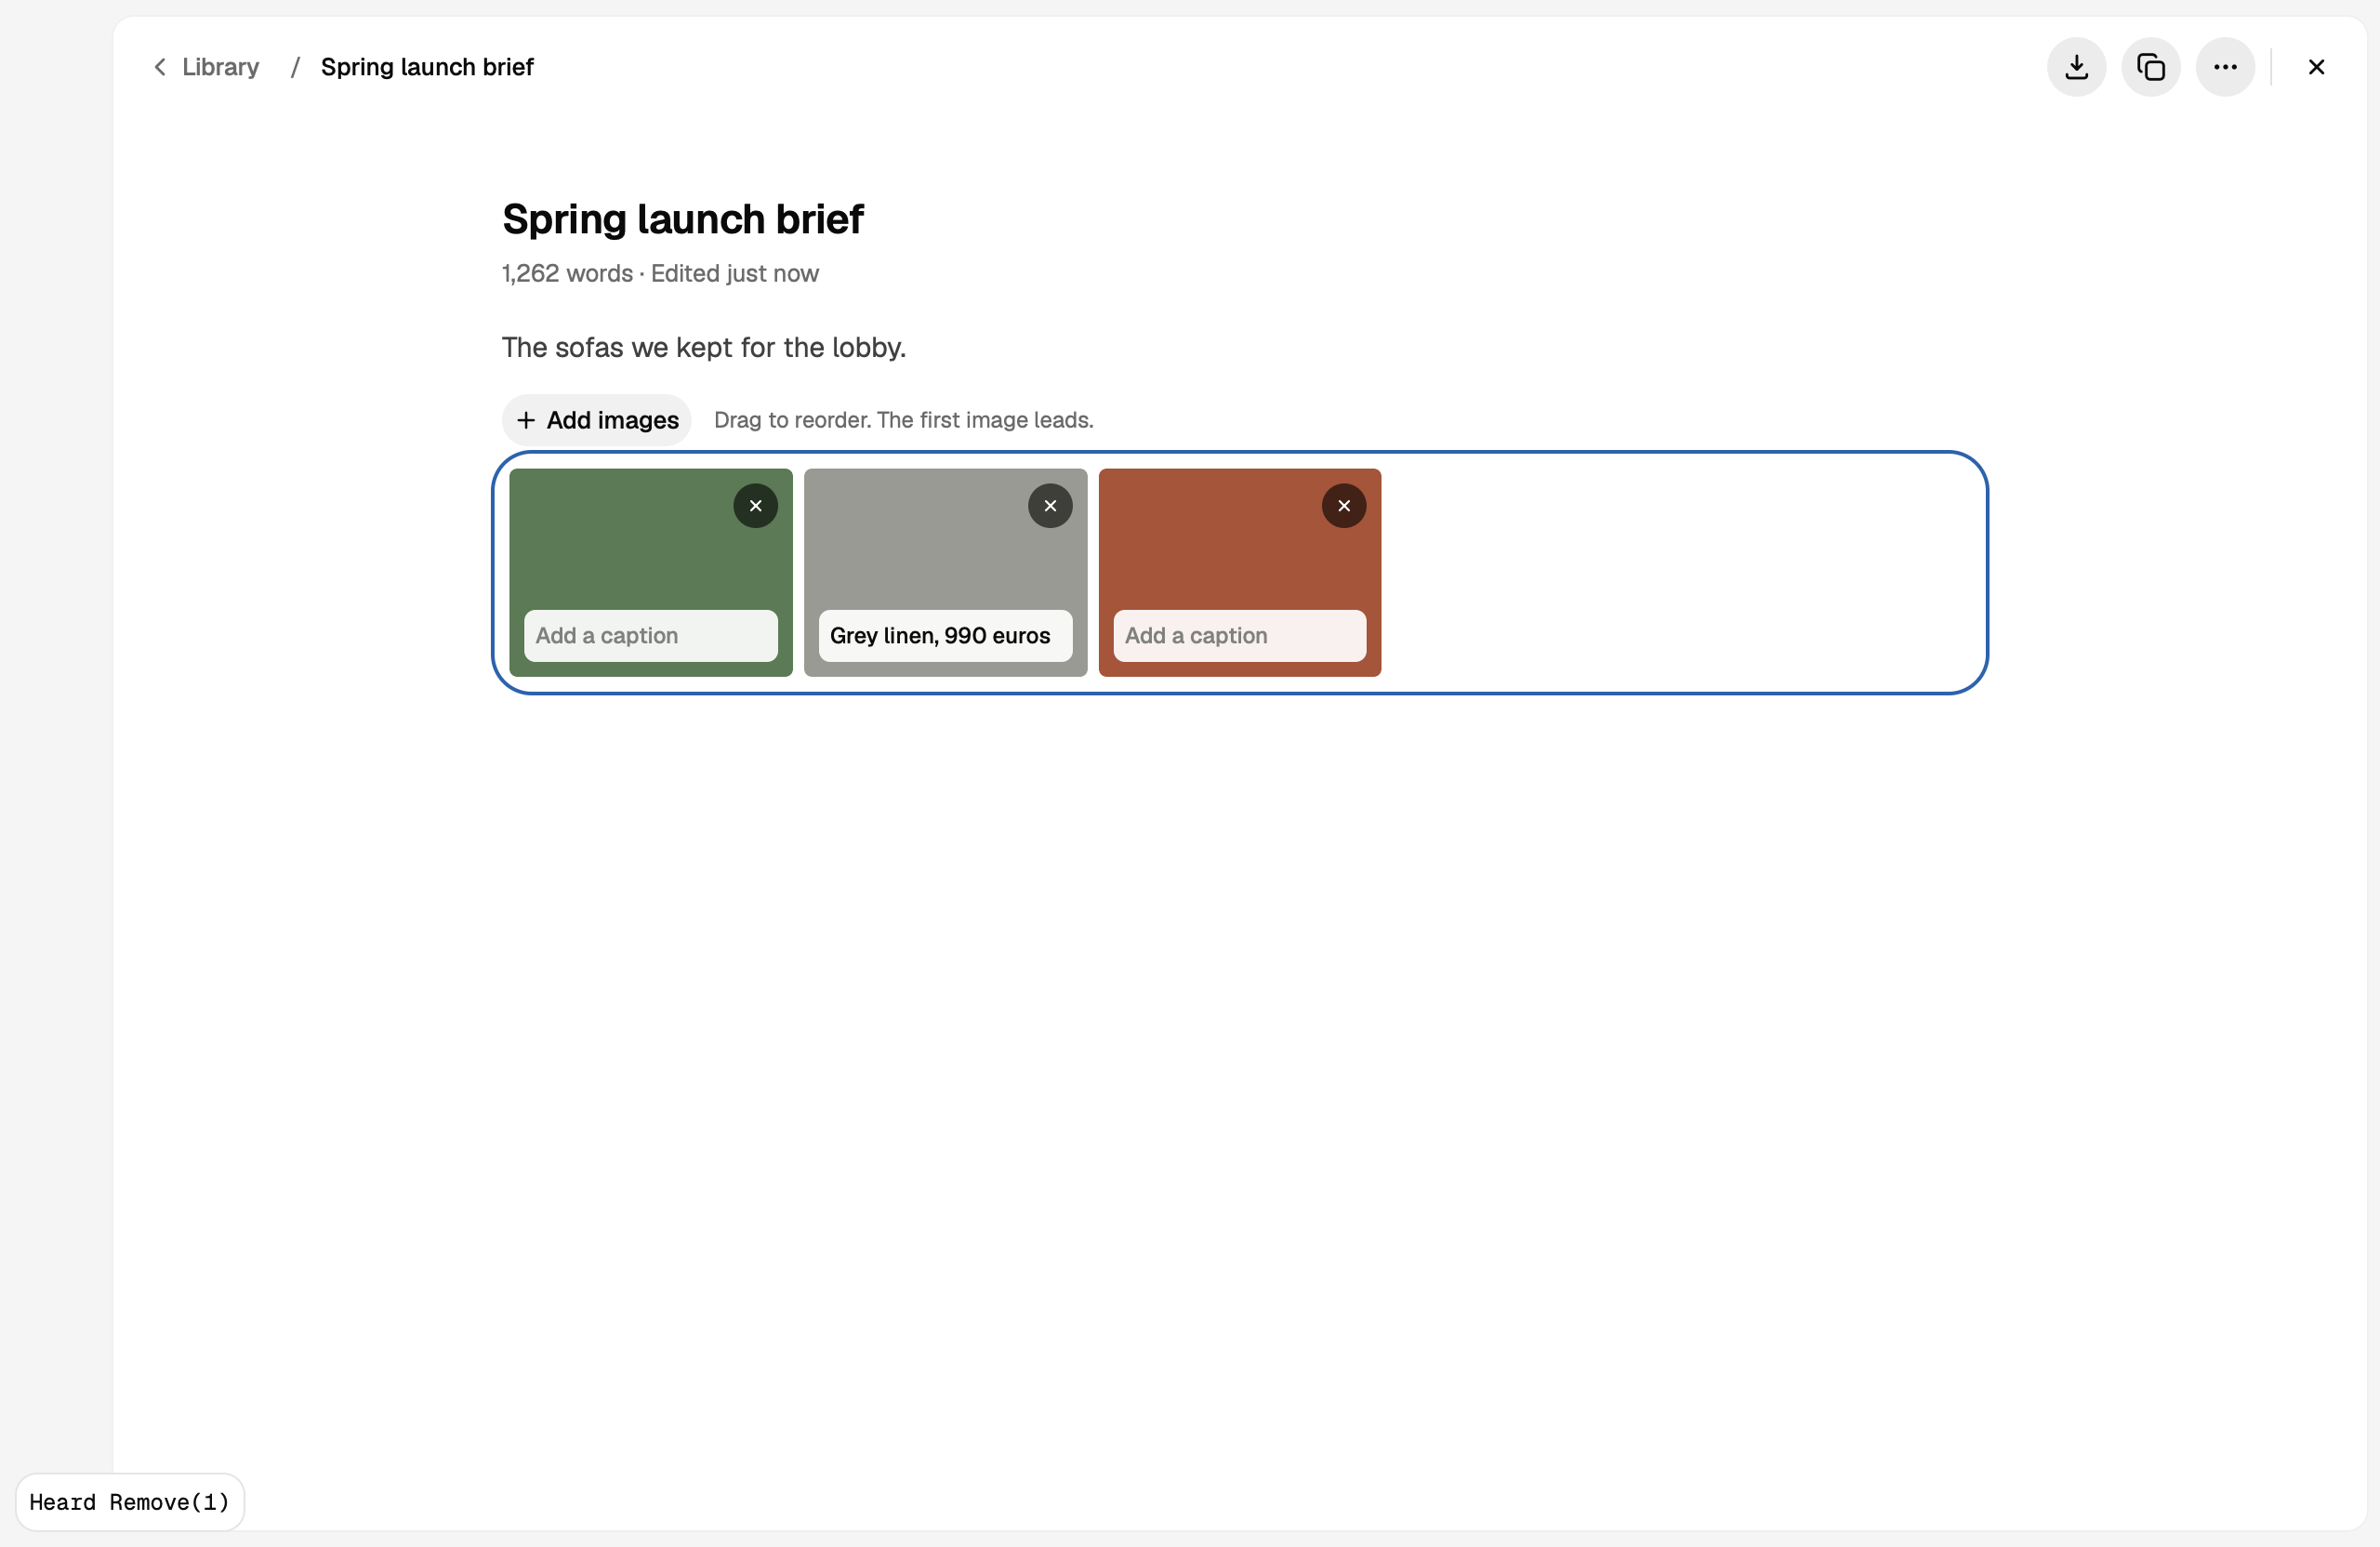 Library / Spring launch brief
Spring launch brief
1,262 words · Edited just now
The sofas we kept for the lobby.
Add images
Drag to reorder. The first image leads.
Add a caption
Grey linen, 990 euros
Add a caption
Heard Remove(1)